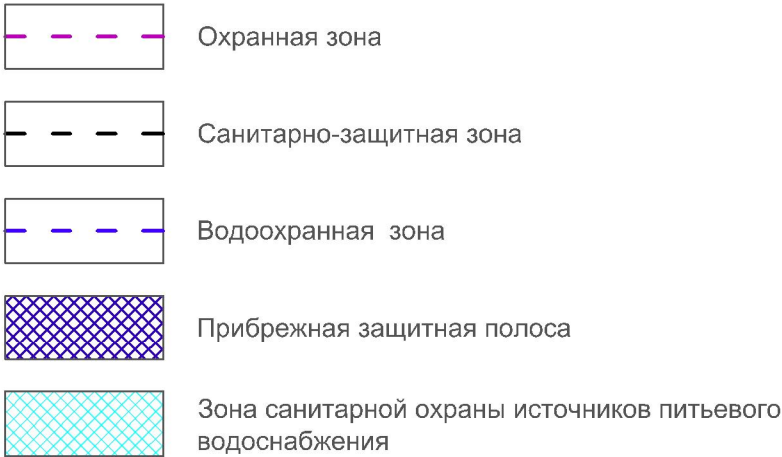 Охранная зона
Санитарно-защитная зона
Водоохранная зона
Прибрежная защитная полоса
Зона санитарной охраны источников питьевого
водоснабжения